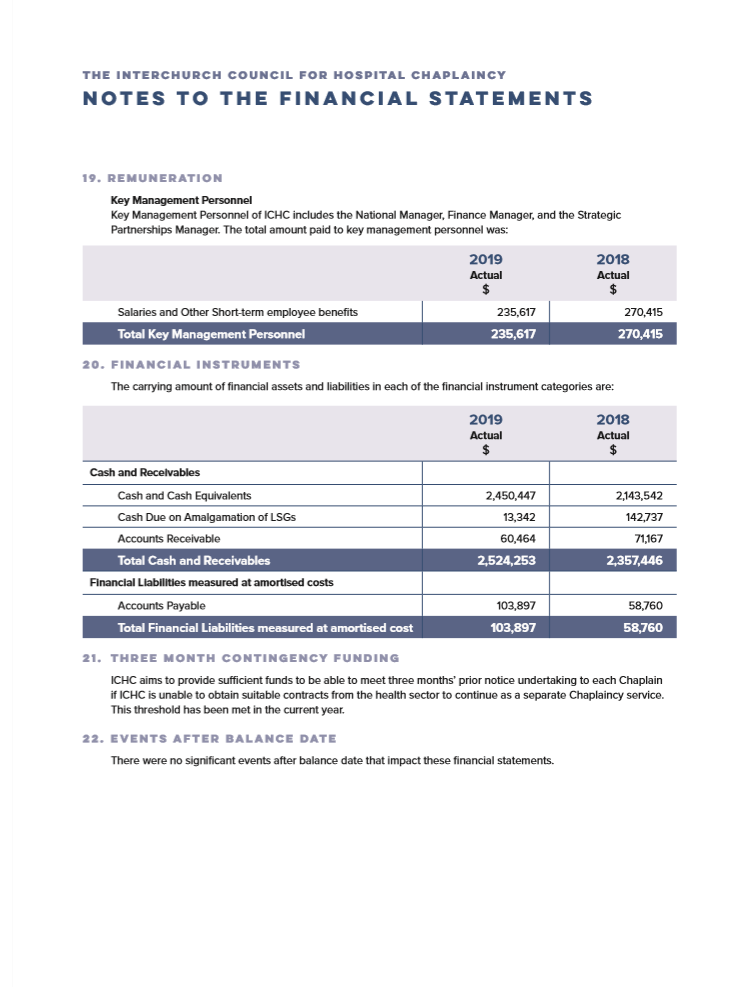 THE INTERCHURCH COUNCIL FOR HOSPITAL CHAPLAINCY
NOTES TO THE FINANCIAL STATEMENTS
19. REMUNERATION
Key Management Personnel
Key Management Personnel of ICHC includes the National Manager, Finance Manager, and the Strategic
Partnerships Manager. The total amount paid to key management personnel was:
2019 2018
Actual Actual
$ $
Salaries and Other Short-term employee benefits 235,617 270,415
Total Key Management Personnel 235,617 270,415
20. FINANCIAL INSTRUMENTS
The carrying amount of financial assets and liabilities in each of the financial instrument categories are:
2019 2018
Actual Actual
$ $
Cash and Receivables
Cash and Cash Equivalents 2,450,447 2,143,542
Cash Due on Amalgamation of LSGs 13,342 142,737
Accounts Receivable 60,464 71,167
Total Cash and Receivables 2,524,253 2,357,446
Financial Liabilities measured at amortised costs
Accounts Payable 103,897 58,760
Total Financial Liabilities measured at amortised cost 103,897 58,760
21. THREE MONTH CONTINGENCY FUNDING
ICHC aims to provide sufficient funds to be able to meet three months' prior notice undertaking to each Chaplain
if ICHC is unable to obtain suitable contracts from the health sector to continue as a separate Chaplaincy service.
This threshold has been met in the current year.
22. EVENTS AFTER BALANCE DATE
There were no significant events after balance date that impact these financial statements.